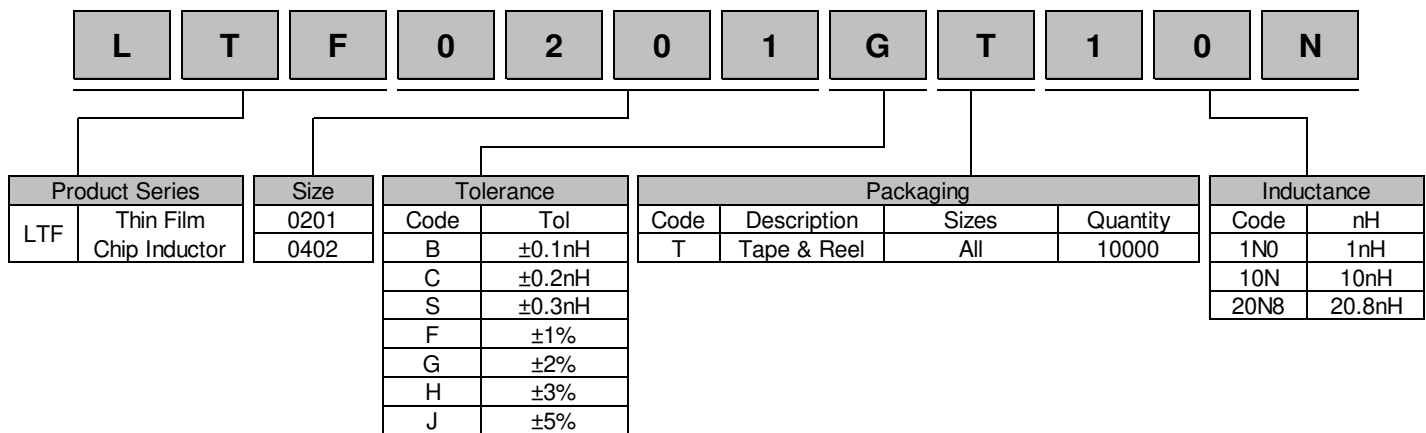 L T F 0 2 0 1 G T 1 0 N
Product Series Size Tolerance Packaging Inductance
LTF Thin Film Chip Inductor 0201 Code Tol Code Description Sizes Quantity Code nH
0402 B ±0.1nH T Tape & Reel All 10000 1N0 1nH
C ±0.2nH 10N 10nH
S ±0.3nH 20N8 20.8nH
F ±1%
G ±2%
H ±3%
J ±5%